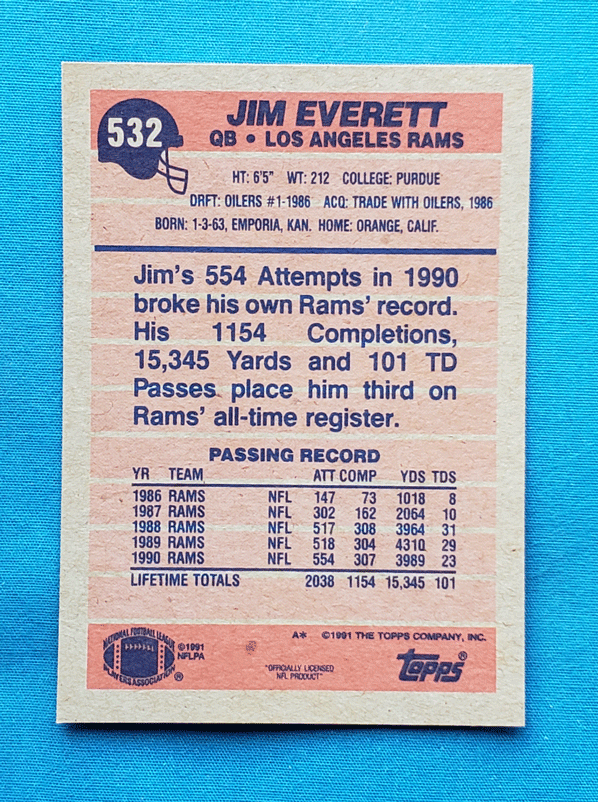 532
JIM EVERETT
QB • LOS ANGELES RAMS
HT: 6'5" WT: 212 COLLEGE: PURDUE
DRFT: OILERS #1-1986 ACQ: TRADE WITH OILERS, 1986
BORN: 1-3-63, EMPORIA, KAN. HOME: ORANGE, CALIF.
Jim's 554 Attempts in 1990
broke his own Rams' record.
His 1154 Completions,
15,345 Yards and 101 TD
Passes place him third on
Rams' all-time register.
PASSING RECORD
YR TEAM ATT COMP YDS TDS
1986 RAMS NFL 147 73 1018 8
1987 RAMS NFL 302 162 2064 10
1988 RAMS NFL 517 308 3964 31
1989 RAMS NFL 518 304 4310 29
1990 RAMS NFL 554 307 3989 23
LIFETIME TOTALS 2038 1154 15,345 101
NATIONAL FOOTBALL LEAGUE
PLAYERS ASSOCIATION ®
©1991
NFLPA
A* ©1991 THE TOPPS COMPANY, INC.
"OFFICIALLY LICENSED
NFL PRODUCT"
topps®